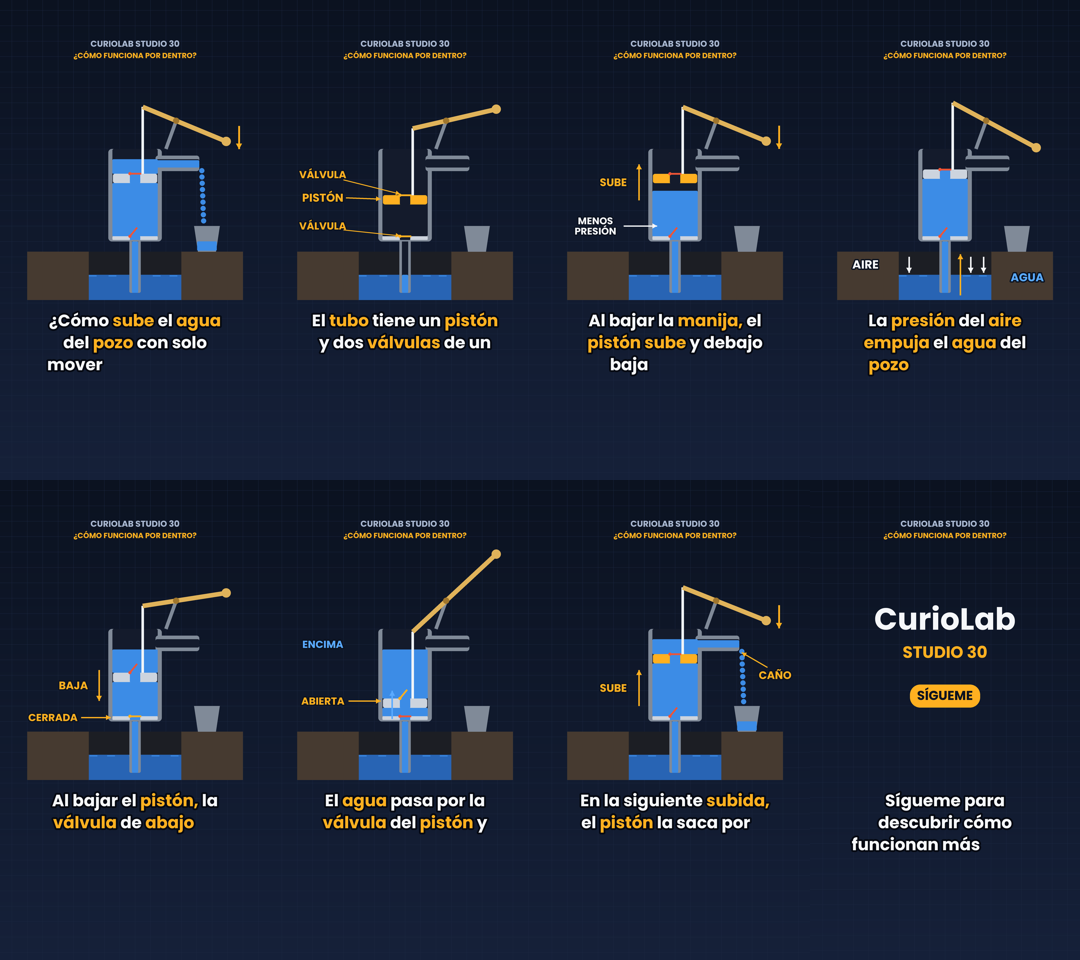 CURIOLAB STUDIO 30
¿CÓMO FUNCIONA POR DENTRO?
¿Cómo sube el agua
del pozo con solo
mover
CURIOLAB STUDIO 30
¿CÓMO FUNCIONA POR DENTRO?
VÁLVULA
PISTÓN
VÁLVULA
El tubo tiene un pistón
y dos válvulas de un
CURIOLAB STUDIO 30
¿CÓMO FUNCIONA POR DENTRO?
SUBE
MENOS
PRESIÓN
Al bajar la manija, el
pistón sube y debajo
baja
CURIOLAB STUDIO 30
¿CÓMO FUNCIONA POR DENTRO?
AIRE
AGUA
La presión del aire
empuja el agua del
pozo
CURIOLAB STUDIO 30
¿CÓMO FUNCIONA POR DENTRO?
BAJA
CERRADA
Al bajar el pistón, la
válvula de abajo
CURIOLAB STUDIO 30
¿CÓMO FUNCIONA POR DENTRO?
ENCIMA
ABIERTA
El agua pasa por la
válvula del pistón y
CURIOLAB STUDIO 30
¿CÓMO FUNCIONA POR DENTRO?
CAÑO
SUBE
En la siguiente subida,
el pistón la saca por
CURIOLAB STUDIO 30
¿CÓMO FUNCIONA POR DENTRO?
CurioLab
STUDIO 30
SÍGUEME
Sígueme para
descubrir cómo
funcionan más